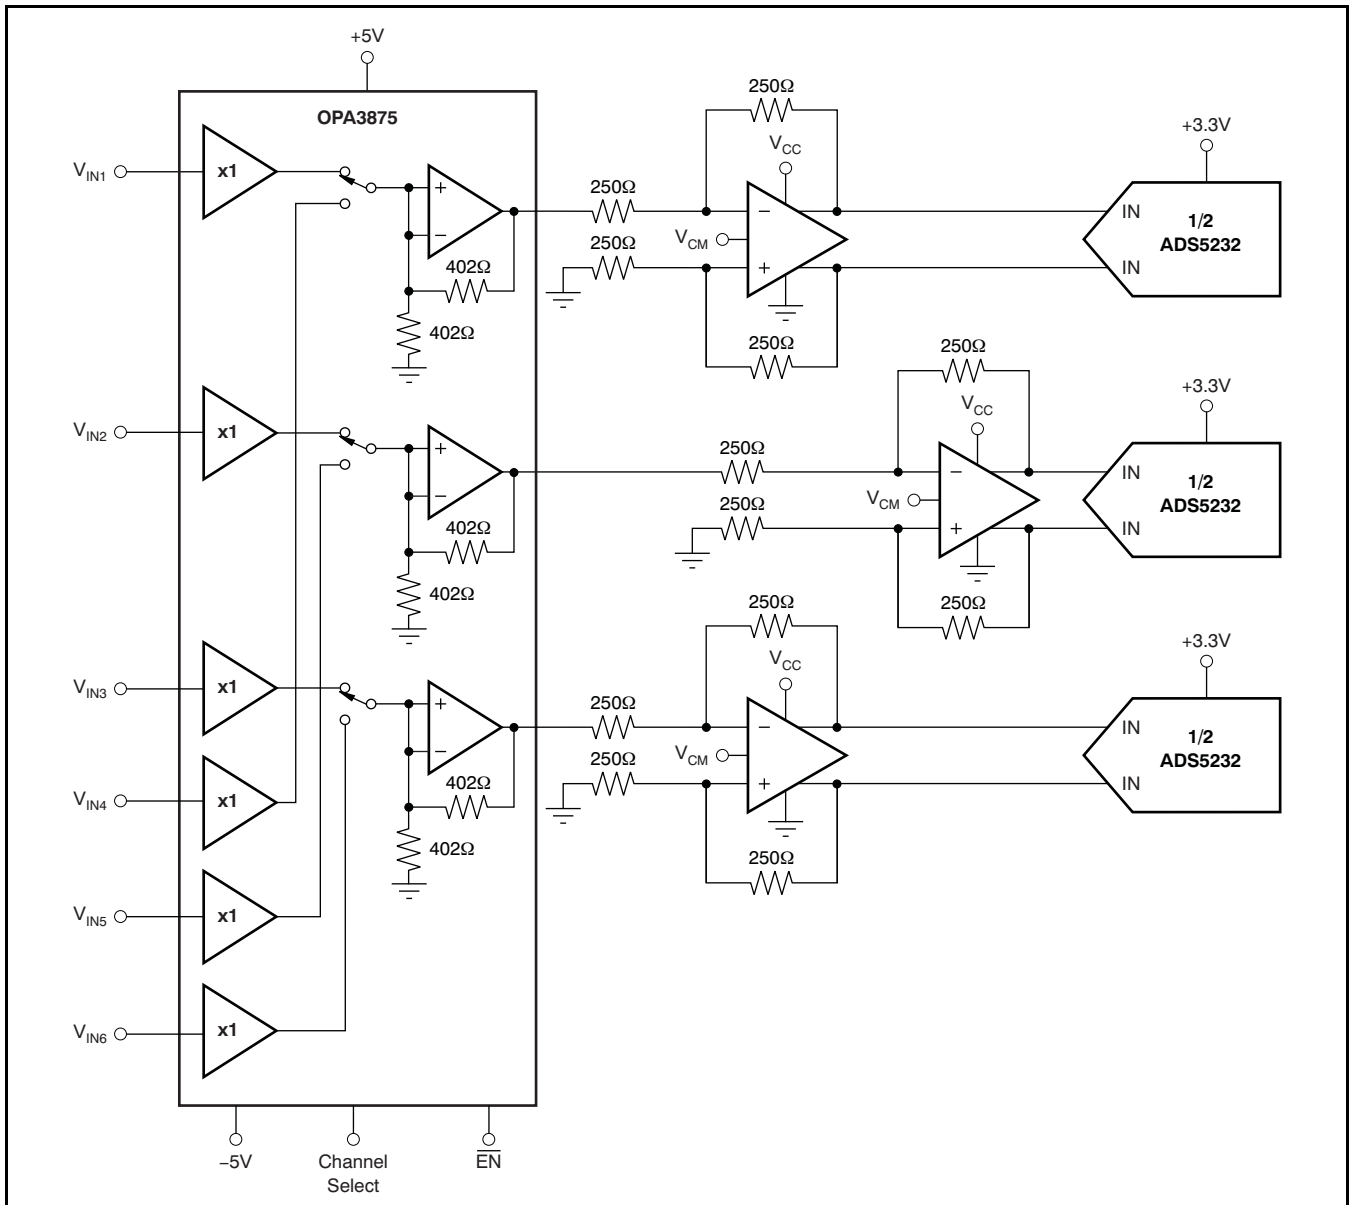 +5V
OPA3875
V_IN1
x1
+
−
402Ω
402Ω
250Ω
250Ω
250Ω
250Ω
V_CC
V_CM
−
+
+3.3V
IN
IN
1/2
ADS5232
V_IN2
x1
+
−
402Ω
402Ω
250Ω
250Ω
250Ω
250Ω
V_CC
V_CM
−
+
+3.3V
IN
IN
1/2
ADS5232
V_IN3
x1
+
−
402Ω
402Ω
250Ω
250Ω
250Ω
250Ω
V_CC
V_CM
−
+
+3.3V
IN
IN
1/2
ADS5232
V_IN4
x1
V_IN5
x1
V_IN6
x1
−5V
Channel
Select
E̅N̅